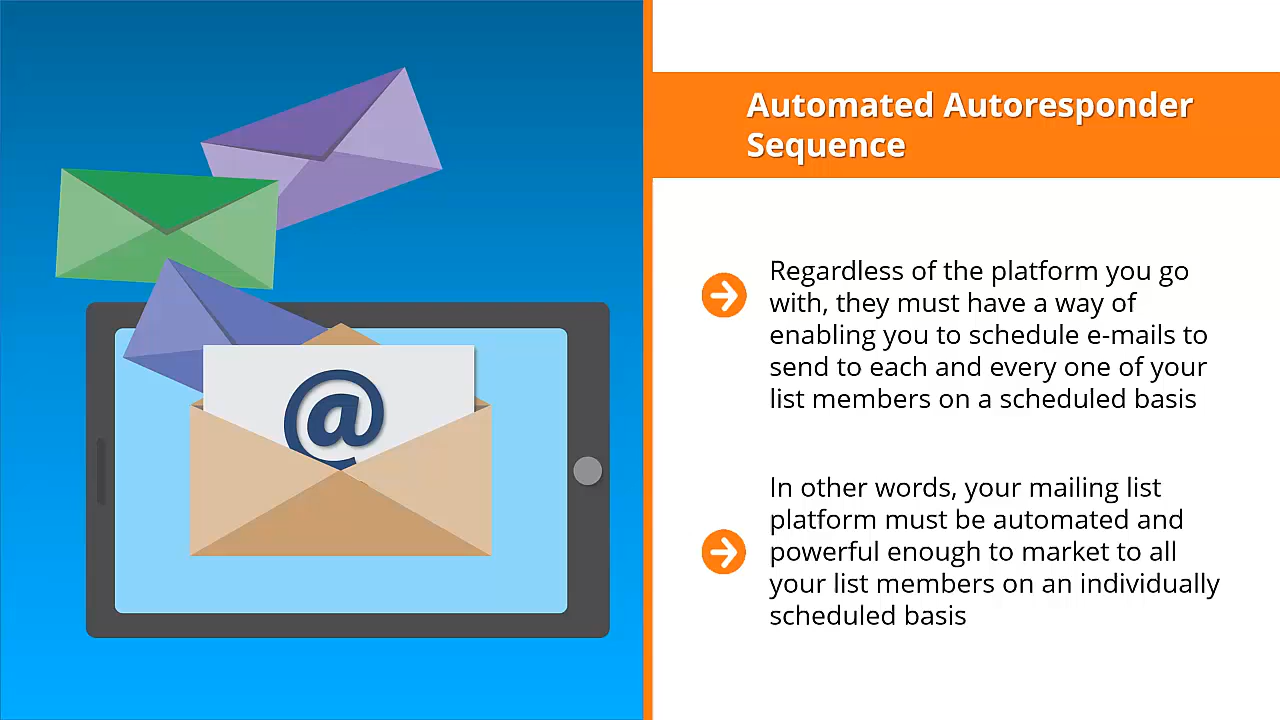 Automated Autoresponder
Sequence
Regardless of the platform you go
with, they must have a way of
enabling you to schedule e-mails to
send to each and every one of your
list members on a scheduled basis
In other words, your mailing list
platform must be automated and
powerful enough to market to all
your list members on an individually
scheduled basis
@